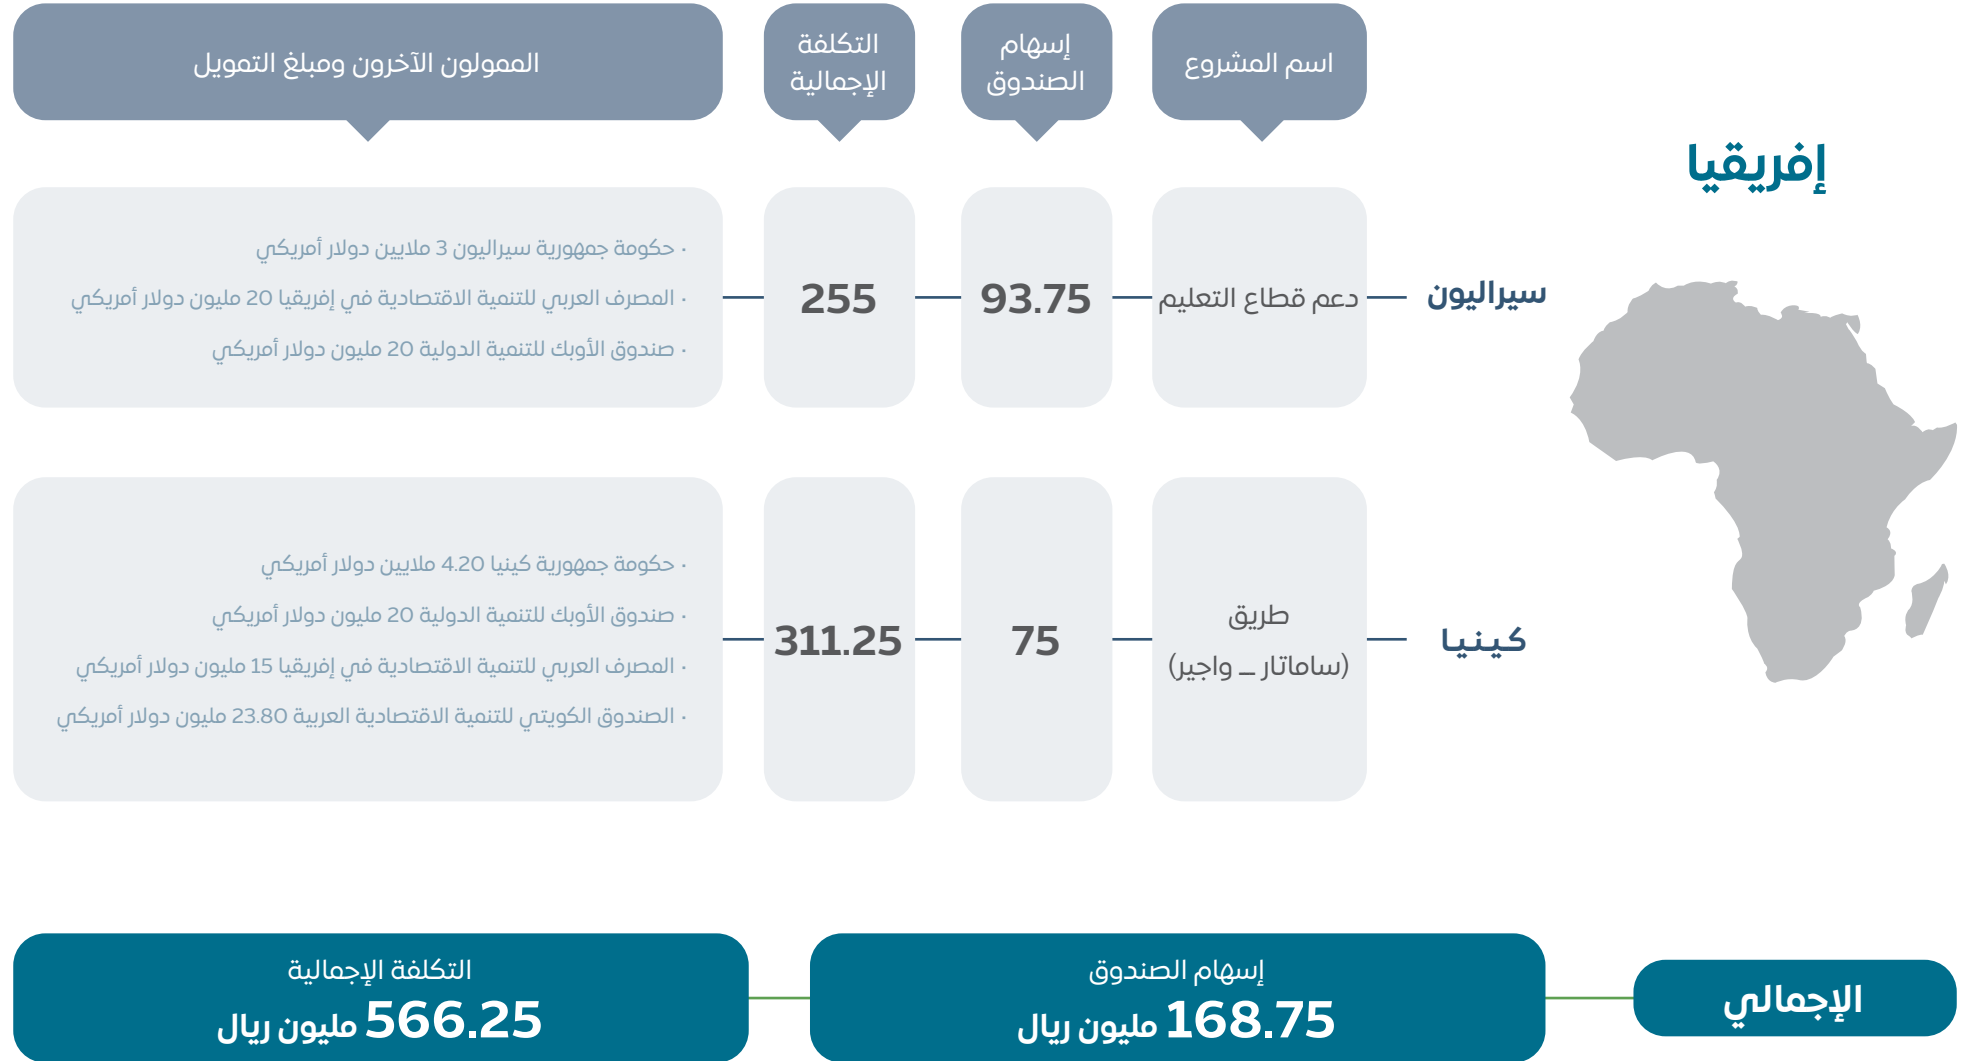 إفريقيا
اسم المشروع
إسهام
الصندوق
التكلفة
الإجمالية
الممولون الآخرون ومبلغ التمويل
سيراليون
دعم قطاع التعليم
93.75
255
· حكومة جمهورية سيراليون 3 ملايين دولار أمريكي
· المصرف العربي للتنمية الاقتصادية في إفريقيا 20 مليون دولار أمريكي
· صندوق الأوبك للتنمية الدولية 20 مليون دولار أمريكي
كينيا
طريق
(ساماتار – واجير)
75
311.25
· حكومة جمهورية كينيا 4.20 ملايين دولار أمريكي
· صندوق الأوبك للتنمية الدولية 20 مليون دولار أمريكي
· المصرف العربي للتنمية الاقتصادية في إفريقيا 15 مليون دولار أمريكي
· الصندوق الكويتي للتنمية الاقتصادية العربية 23.80 مليون دولار أمريكي
الإجمالي
إسهام الصندوق
168.75 مليون ريال
التكلفة الإجمالية
566.25 مليون ريال